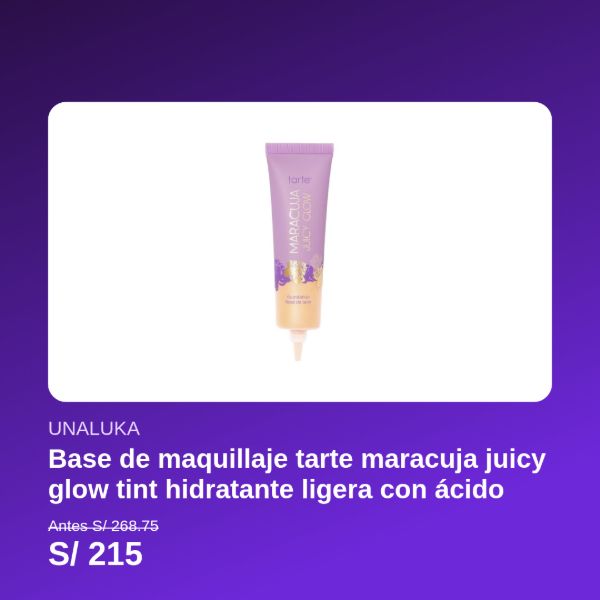 tarte
MARACUJA
JUICY GLOW
UNALUKA
Base de maquillaje tarte maracuja juicy
glow tint hidratante ligera con ácido
Antes S/ 268.75
S/ 215